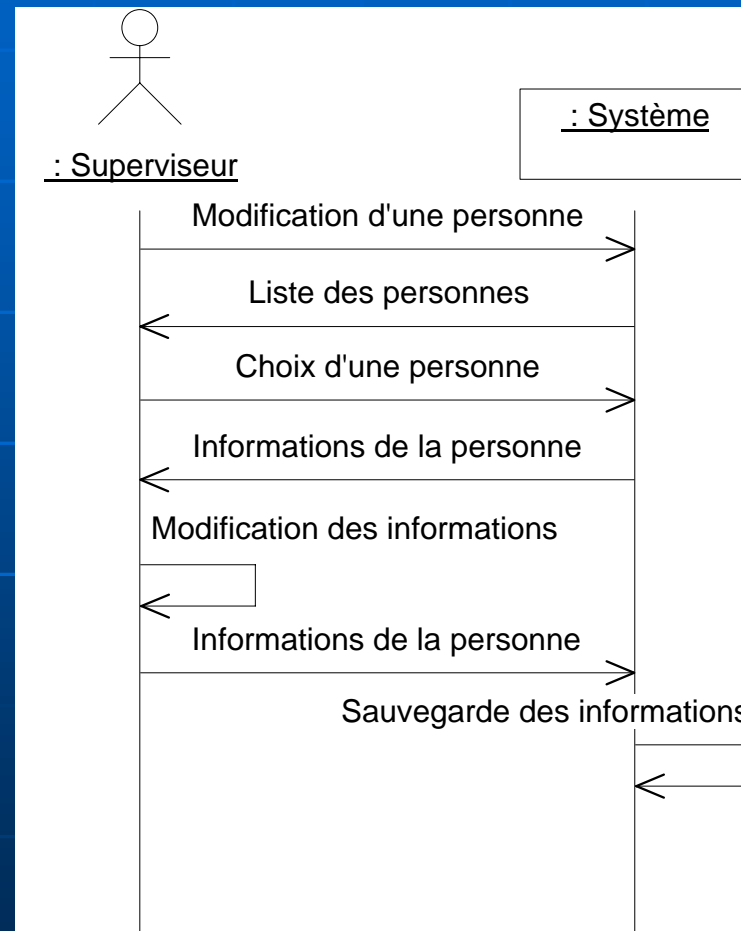 : Système
: Superviseur
Modification d'une personne
Liste des personnes
Choix d'une personne
Informations de la personne
Modification des informations
Informations de la personne
Sauvegarde des informations